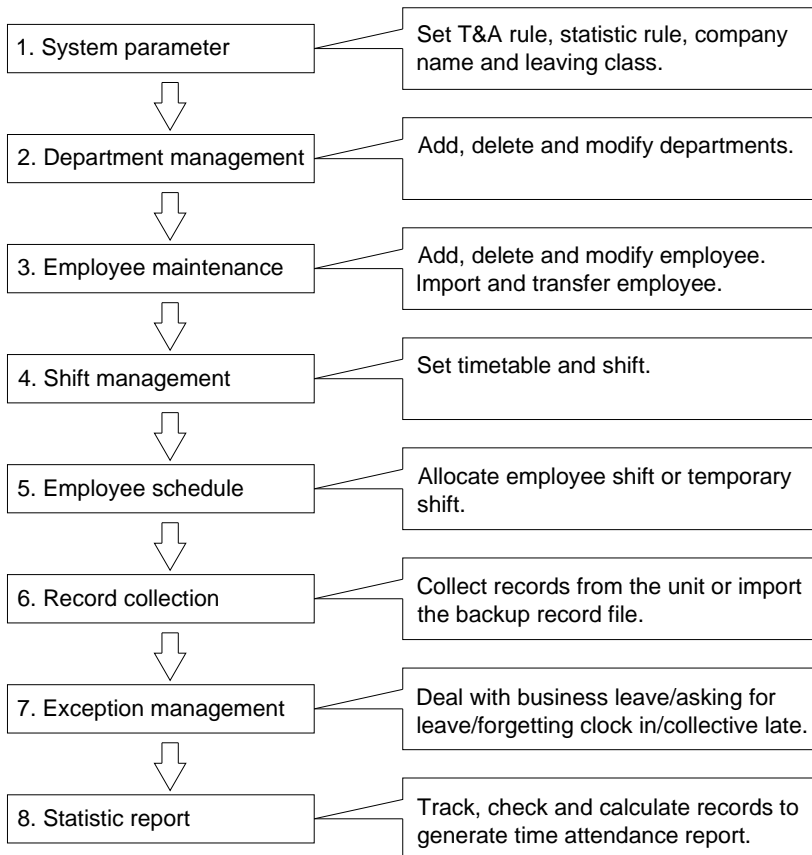 1. System parameter
Set T&A rule, statistic rule, company
name and leaving class.
2. Department management
Add, delete and modify departments.
3. Employee maintenance
Add, delete and modify employee.
Import and transfer employee.
4. Shift management
Set timetable and shift.
5. Employee schedule
Allocate employee shift or temporary
shift.
6. Record collection
Collect records from the unit or import
the backup record file.
7. Exception management
Deal with business leave/asking for
leave/forgetting clock in/collective late.
8. Statistic report
Track, check and calculate records to
generate time attendance report.